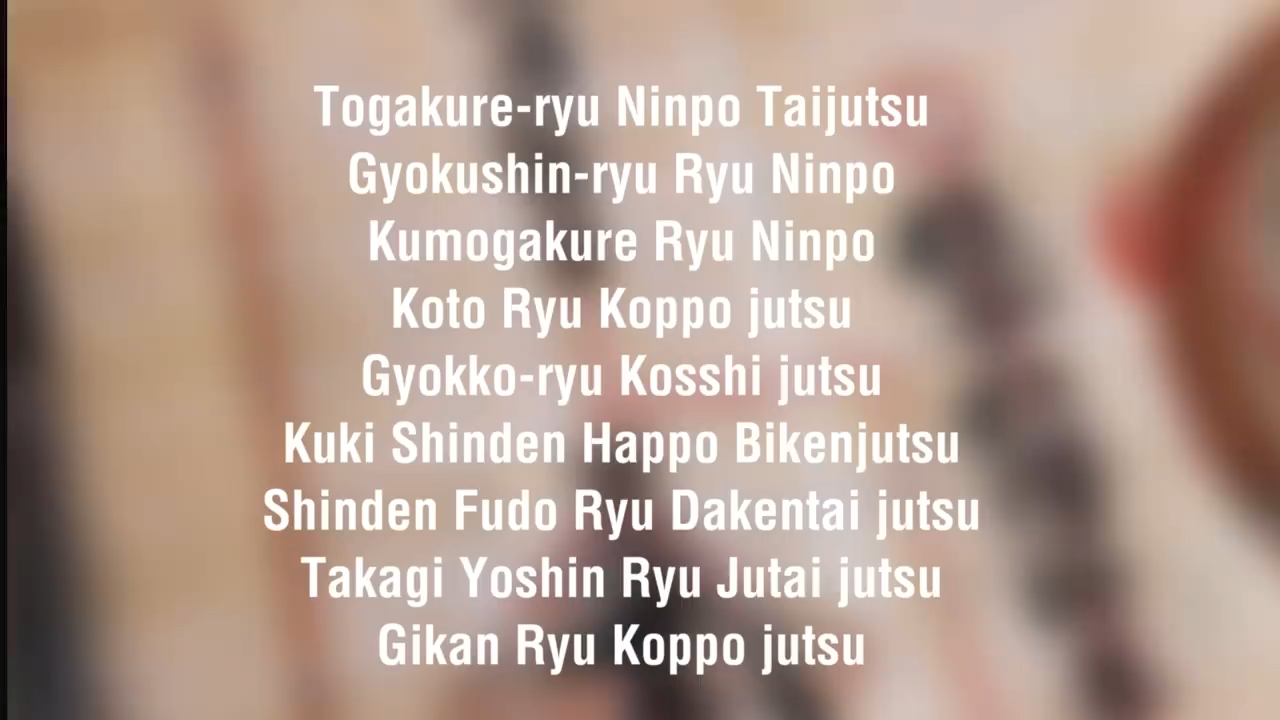 Togakure-ryu Ninpo Taijutsu
Gyokushin-ryu Ryu Ninpo
Kumogakure Ryu Ninpo
Koto Ryu Koppo jutsu
Gyokko-ryu Kosshi jutsu
Kuki Shinden Happo Bikenjutsu
Shinden Fudo Ryu Dakentai jutsu
Takagi Yoshin Ryu Jutai jutsu
Gikan Ryu Koppo jutsu